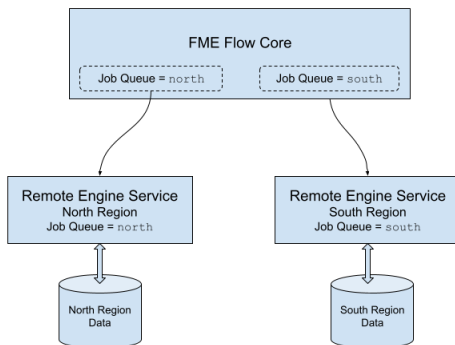 FME Flow Core
Job Queue = north
Job Queue = south
Remote Engine Service
North Region
Job Queue = north
Remote Engine Service
South Region
Job Queue = south
North Region
Data
South Region
Data